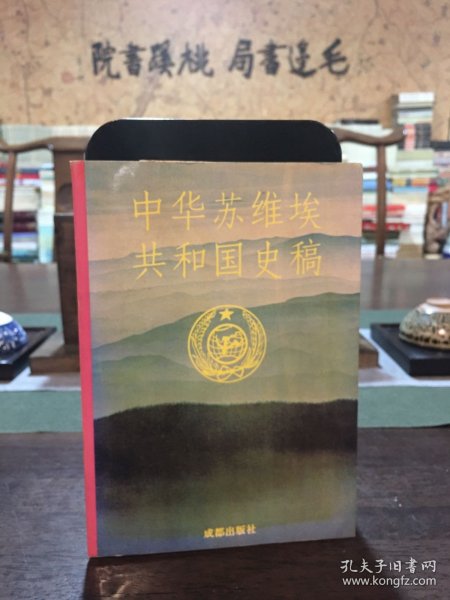 院書蹊桃 局書邊毛
中华苏维埃
共和国史稿
成都出版社
孔夫子旧书网
www.kongfz.com